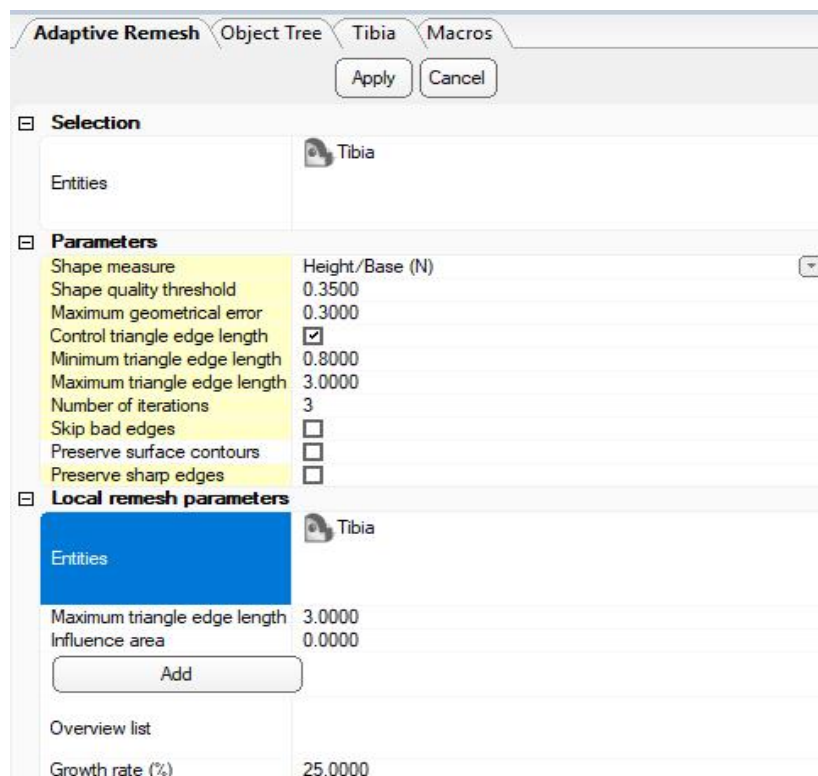 Adaptive Remesh Object Tree Tibia Macros
Apply Cancel
Selection
Entities Tibia
Parameters
Shape measure Height/Base (N)
Shape quality threshold 0.3500
Maximum geometrical error 0.3000
Control triangle edge length
Minimum triangle edge length 0.8000
Maximum triangle edge length 3.0000
Number of iterations 3
Skip bad edges
Preserve surface contours
Preserve sharp edges
Local remesh parameters
Entities Tibia
Maximum triangle edge length 3.0000
Influence area 0.0000
Add
Overview list
Growth rate (%) 25.0000